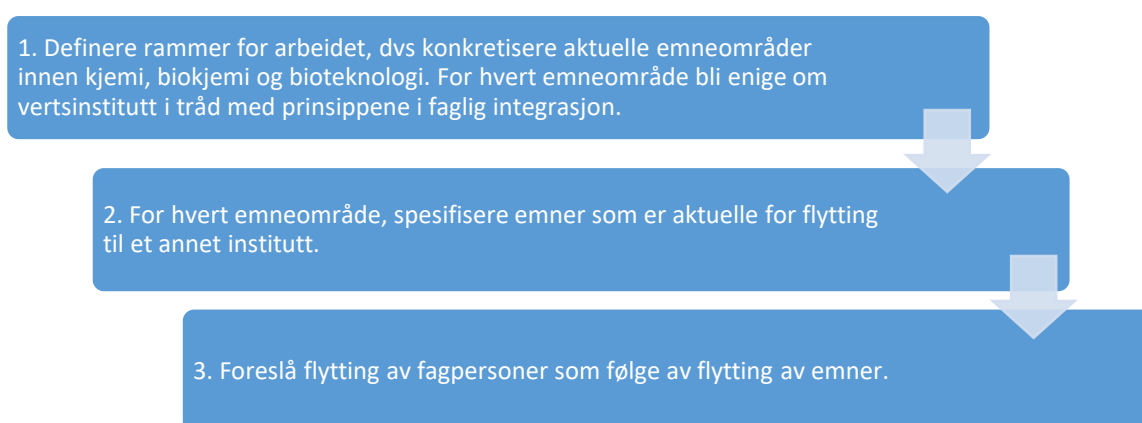 1. Definere rammer for arbeidet, dvs konkretisere aktuelle emneområder
innen kjemi, biokjemi og bioteknologi. For hvert emneområde bli enige om
vertsinstitutt i tråd med prinsippene i faglig integrasjon.
2. For hvert emneområde, spesifisere emner som er aktuelle for flytting
til et annet institutt.
3. Foreslå flytting av fagpersoner som følge av flytting av emner.